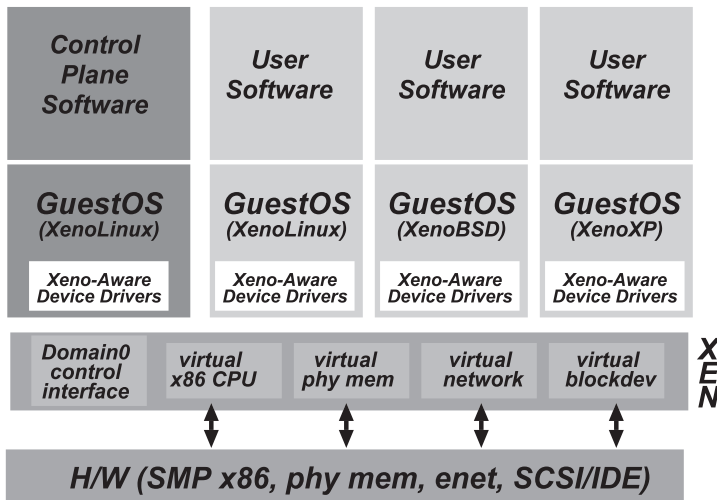 Control
Plane
Software
User
Software
User
Software
User
Software
GuestOS
(XenoLinux)
Xeno-Aware
Device Drivers
GuestOS
(XenoLinux)
Xeno-Aware
Device Drivers
GuestOS
(XenoBSD)
Xeno-Aware
Device Drivers
GuestOS
(XenoXP)
Xeno-Aware
Device Drivers
Domain0
control
interface
virtual
x86 CPU
virtual
phy mem
virtual
network
virtual
blockdev
X
E
N
H/W (SMP x86, phy mem, enet, SCSI/IDE)